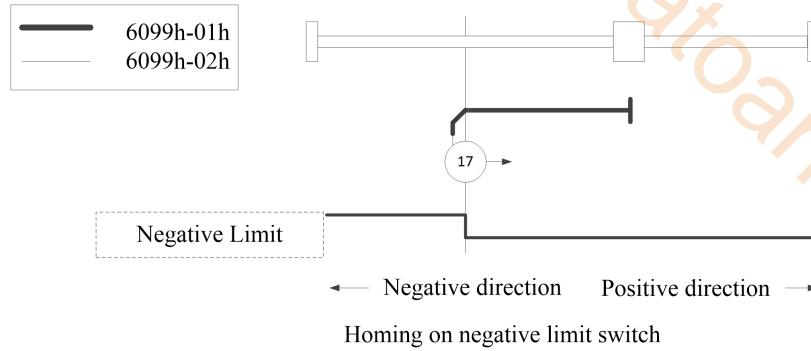 6099h-01h
6099h-02h
17
Negative Limit
Negative direction Positive direction
Homing on negative limit switch